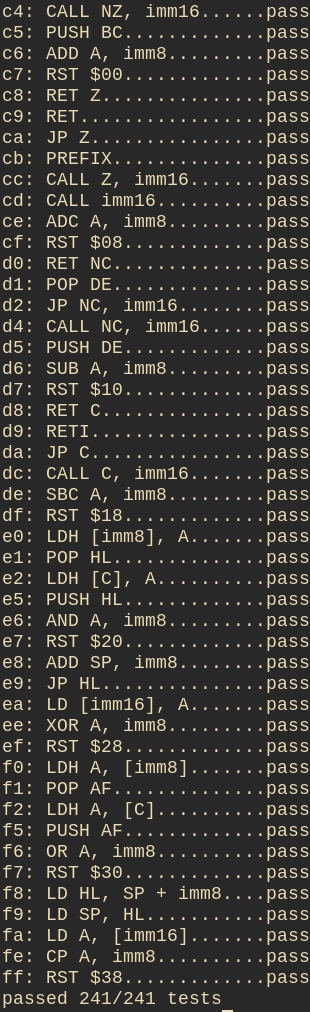 c4: CALL NZ, imm16......pass
c5: PUSH BC.............pass
c6: ADD A, imm8.........pass
c7: RST $00.............pass
c8: RET Z...............pass
c9: RET.................pass
ca: JP Z................pass
cb: PREFIX..............pass
cc: CALL Z, imm16.......pass
cd: CALL imm16..........pass
ce: ADC A, imm8.........pass
cf: RST $08.............pass
d0: RET NC..............pass
d1: POP DE..............pass
d2: JP NC, imm16........pass
d4: CALL NC, imm16......pass
d5: PUSH DE.............pass
d6: SUB A, imm8.........pass
d7: RST $10.............pass
d8: RET C...............pass
d9: RETI................pass
da: JP C................pass
dc: CALL C, imm16.......pass
de: SBC A, imm8.........pass
df: RST $18.............pass
e0: LDH [imm8], A.......pass
e1: POP HL..............pass
e2: LDH [C], A..........pass
e5: PUSH HL.............pass
e6: AND A, imm8.........pass
e7: RST $20.............pass
e8: ADD SP, imm8........pass
e9: JP HL...............pass
ea: LD [imm16], A.......pass
ee: XOR A, imm8.........pass
ef: RST $28.............pass
f0: LDH A, [imm8].......pass
f1: POP AF..............pass
f2: LDH A, [C]..........pass
f5: PUSH AF.............pass
f6: OR A, imm8..........pass
f7: RST $30.............pass
f8: LD HL, SP + imm8....pass
f9: LD SP, HL...........pass
fa: LD A, [imm16].......pass
fe: CP A, imm8..........pass
ff: RST $38.............pass
passed 241/241 tests